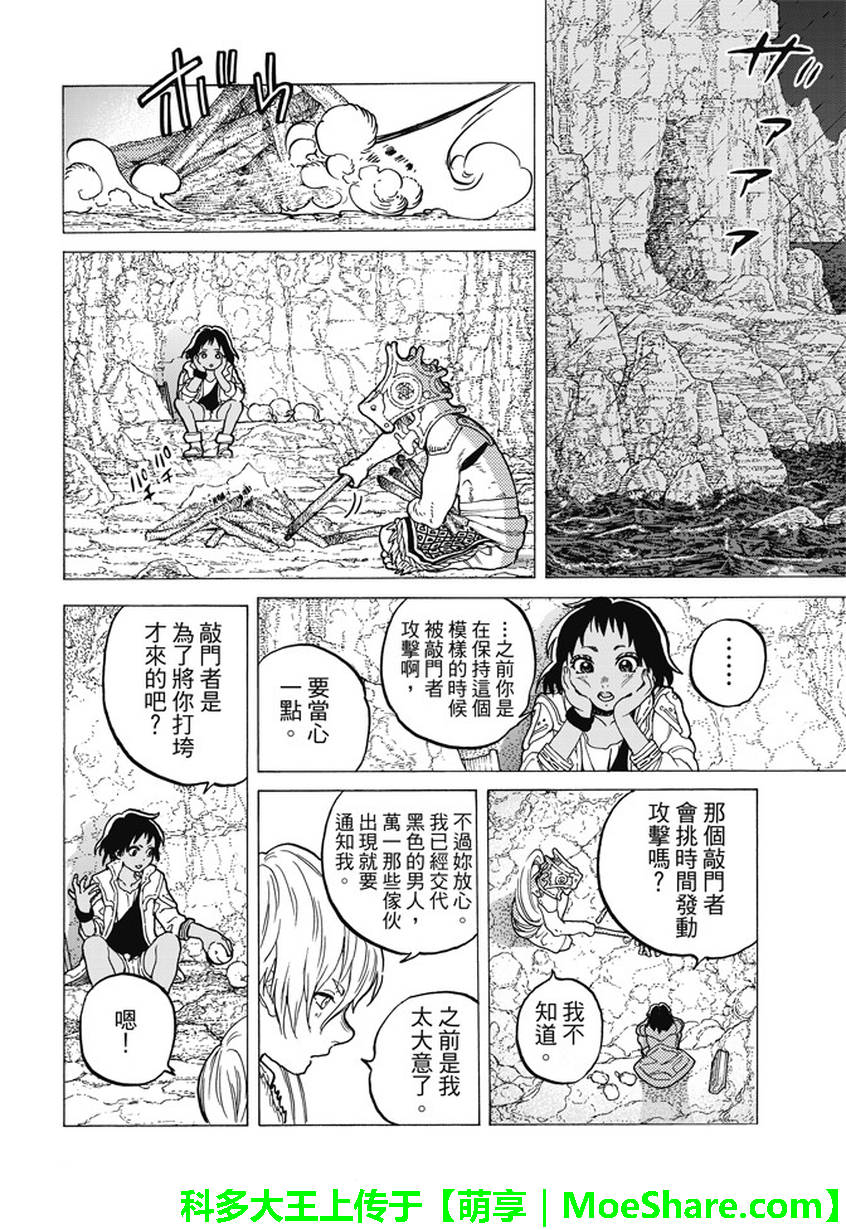 ザァァァ
ボッ
パチ
パチ
……
…之前你是
在保持這個
模樣的時候
被敲門者
攻擊啊，
要當心
一點。
敲門者是
為了將你打垮
才來的吧？
那個敲門者
會挑時間發動
攻擊嗎？
我不
知道。
不過妳放心。
我已經交代
黑色的男人，
萬一那些傢伙
出現就要
通知我。
之前是我
太大意了。
嗯！
科多大王上传于【萌享｜MoeShare.com】